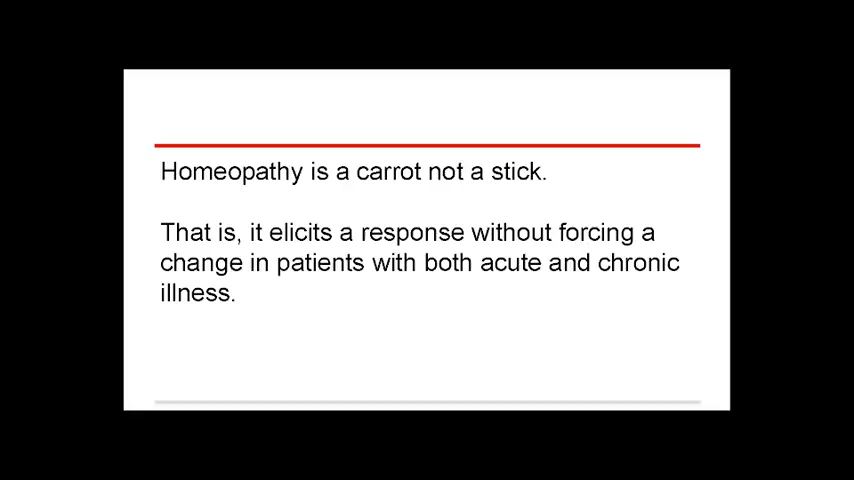 Homeopathy is a carrot not a stick.
That is, it elicits a response without forcing a
change in patients with both acute and chronic
illness.